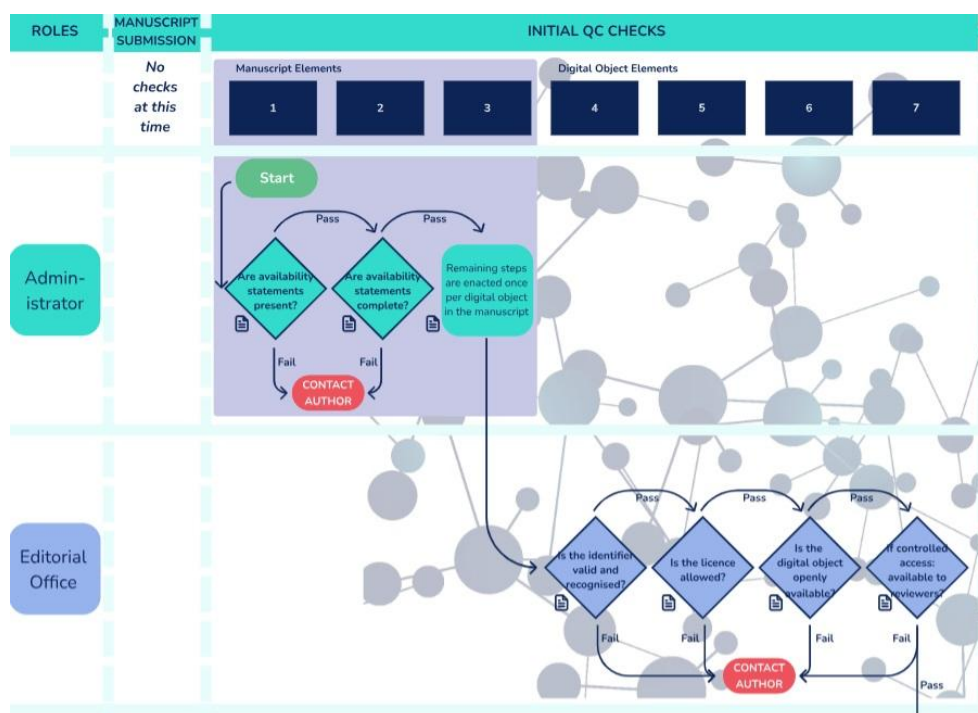 ROLES
MANUSCRIPT
SUBMISSION
INITIAL QC CHECKS
No
checks
at this
time
Manuscript Elements
Digital Object Elements
1
2
3
4
5
6
7
Start
Pass
Pass
Admin-
istrator
Are availability
statements
present?
Are availability
statements
complete?
Remaining steps
are enacted once
per digital object
in the manuscript
Fail
Fail
CONTACT
AUTHOR
Pass
Pass
Pass
Editorial
Office
Is the identifier
valid and
recognised?
Is the licence
allowed?
Is the
digital object
openly
available?
If controlled
access:
available to
reviewers?
Fail
Fail
Fail
Fail
CONTACT
AUTHOR
Pass